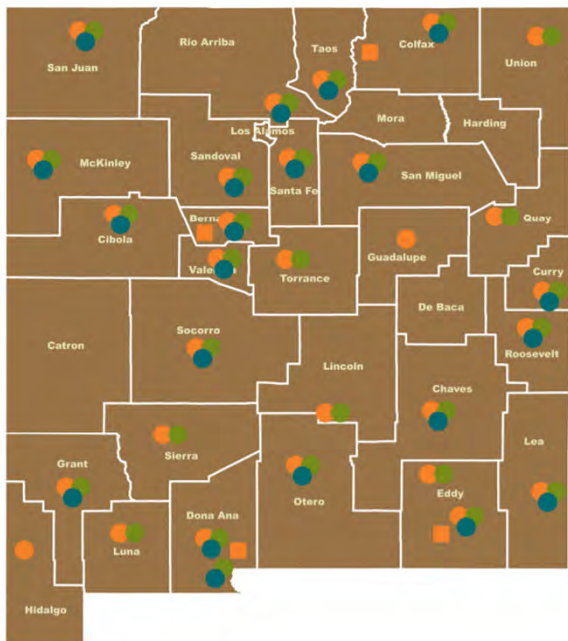 San Juan
Rio Arriba
Taos
Colfax
Union
Los Alamos
Mora
Harding
McKinley
Sandoval
Santa Fe
San Miguel
Quay
Cibola
Berna
Valen
Torrance
Guadalupe
Curry
Catron
Socorro
Lincoln
De Baca
Roosevelt
Chaves
Grant
Sierra
Otero
Eddy
Lea
Luna
Dona Ana
Hidalgo